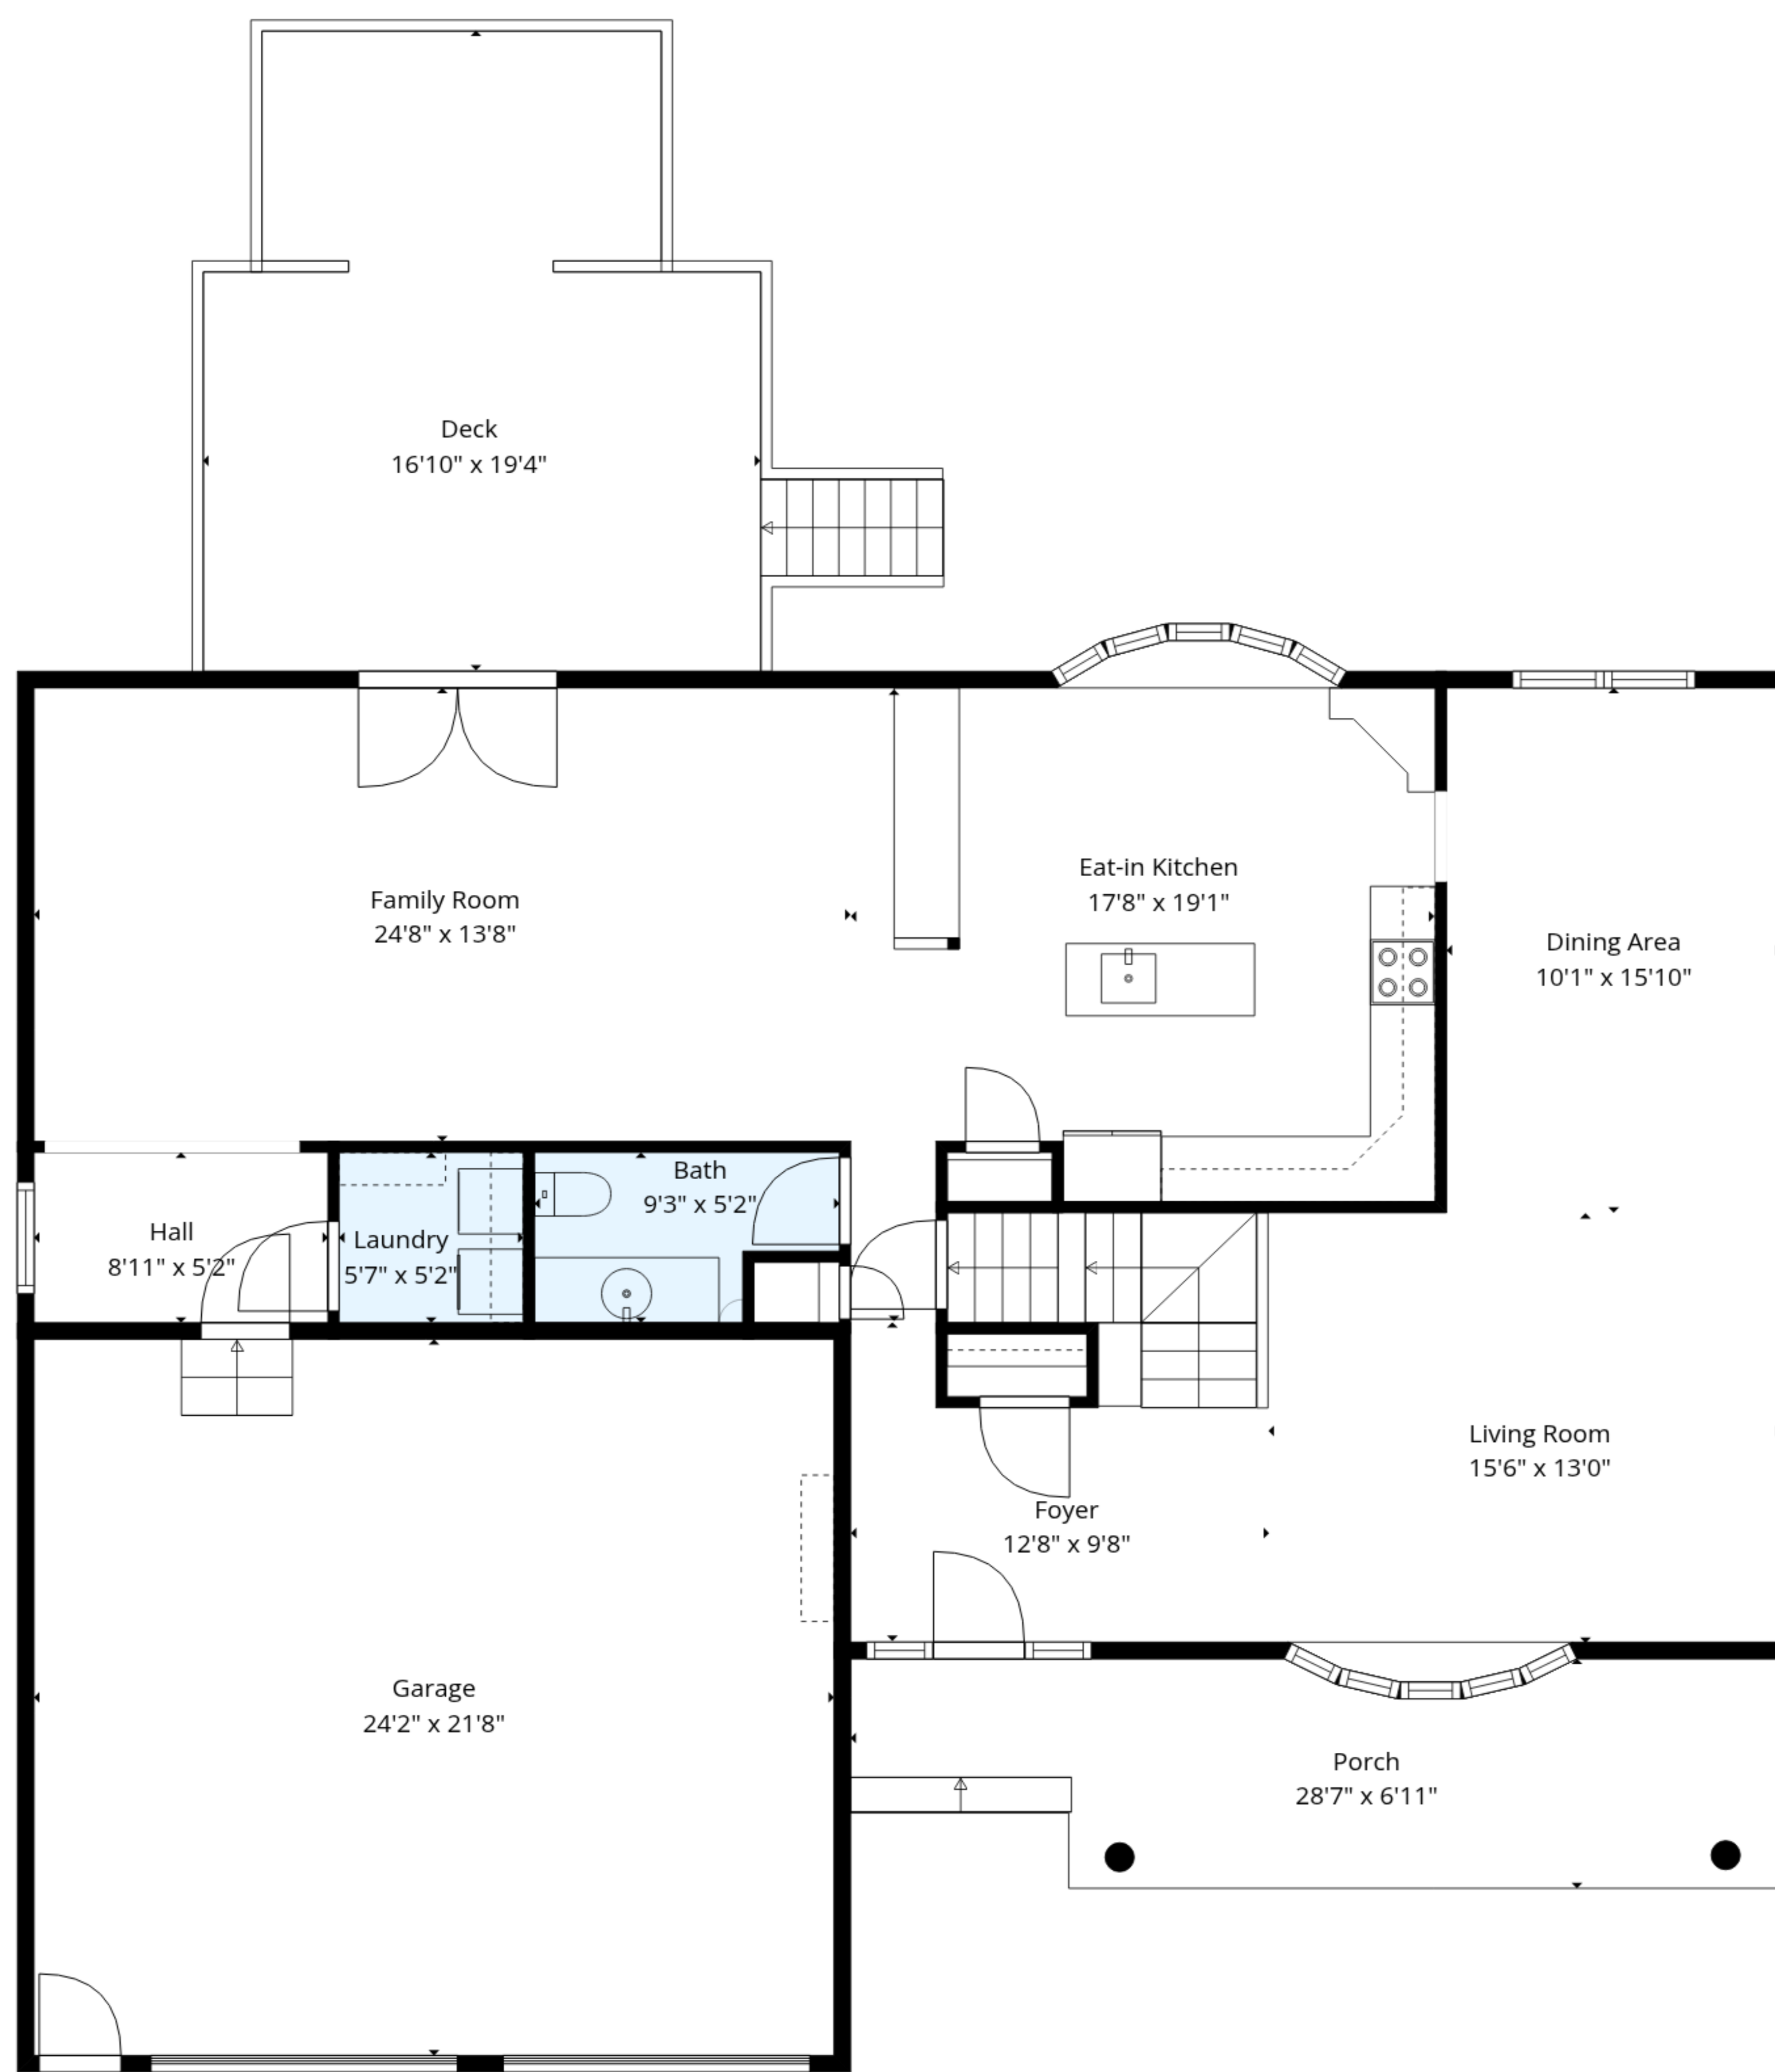 Deck
16'10" x 19'4"
Family Room
24'8" x 13'8"
Eat-in Kitchen
17'8" x 19'1"
Dining Area
10'1" x 15'10"
Bath
9'3" x 5'2"
Hall
8'11" x 5'2"
Laundry
5'7" x 5'2"
Living Room
15'6" x 13'0"
Foyer
12'8" x 9'8"
Garage
24'2" x 21'8"
Porch
28'7" x 6'11"